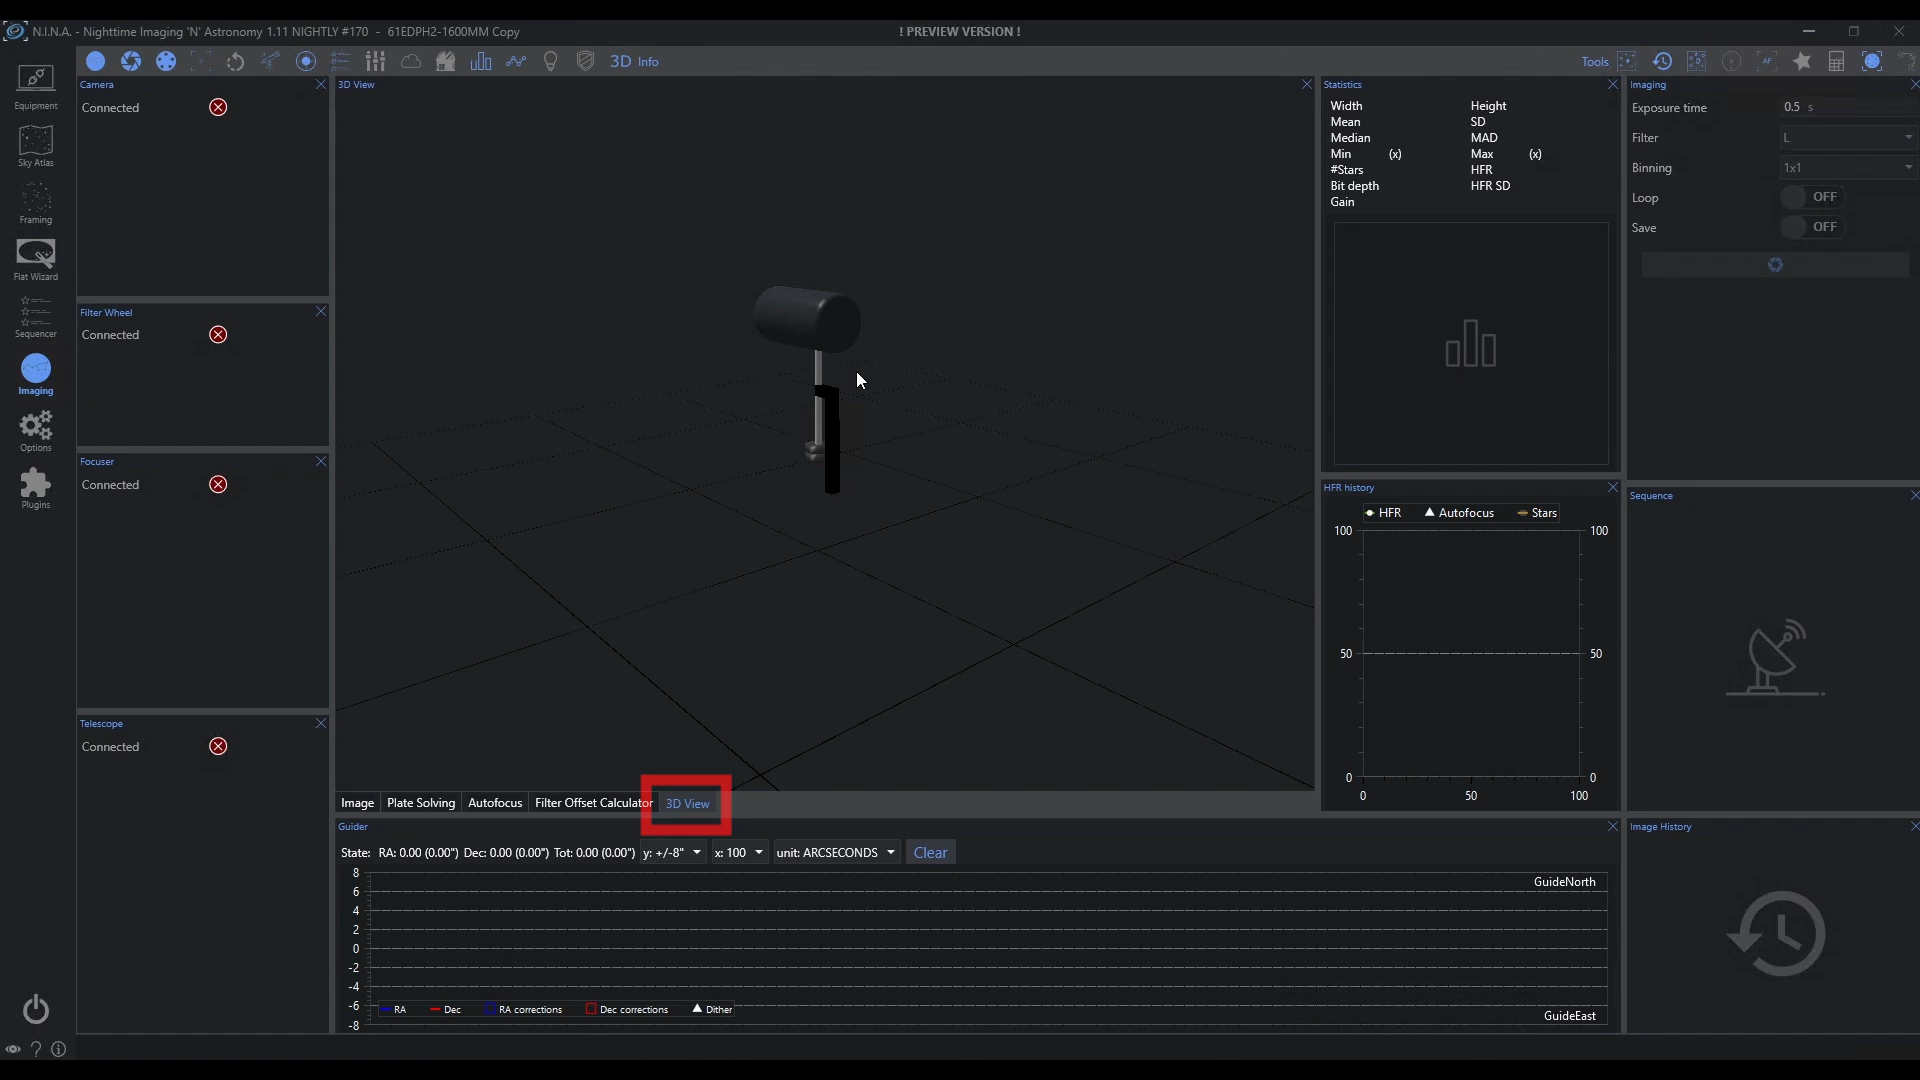 N.I.N.A. - Nighttime Imaging 'N' Astronomy 1.11 NIGHTLY #170 - 61EDPH2-1600MM Copy
! PREVIEW VERSION !
3D Info
Tools
AF
Equipment
Sky Atlas
Framing
Flat Wizard
Sequencer
Imaging
Options
Plugins
Camera
Connected
Filter Wheel
Connected
Focuser
Connected
Telescope
Connected
3D View
Image
Plate Solving
Autofocus
Filter Offset Calculator
3D View
Statistics
Width
Height
Mean
SD
Median
MAD
Min (x)
Max (x)
#Stars
HFR
Bit depth
HFR SD
Gain
HFR history
HFR Autofocus Stars
100 100
50 50
0 0
0 50 100
Imaging
Exposure time 0.5 s
Filter L
Binning 1x1
Loop OFF
Save OFF
Sequence
Image History
Guider
State: RA: 0.00 (0.00") Dec: 0.00 (0.00") Tot: 0.00 (0.00") y: +/-8" x: 100 unit: ARCSECONDS Clear
8
6
4
2
0
-2
-4
-6
-8
GuideNorth
GuideEast
RA Dec RA corrections Dec corrections Dither